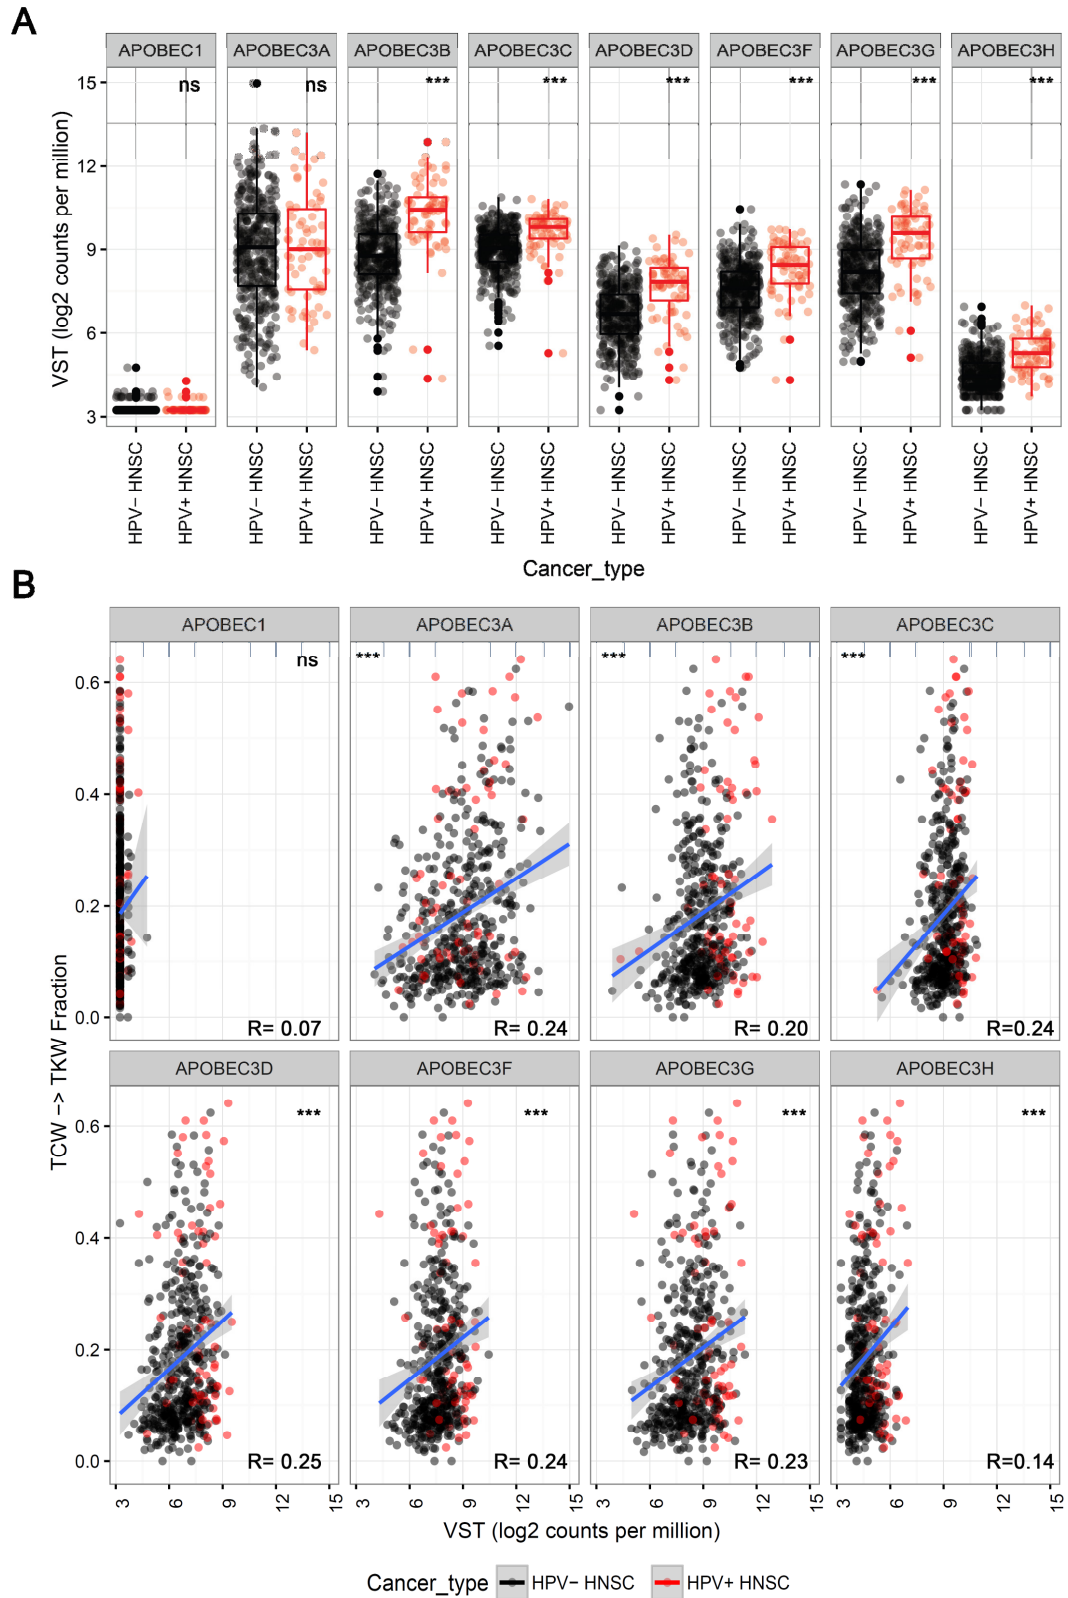 A
APOBEC1 APOBEC3A APOBEC3B APOBEC3C APOBEC3D APOBEC3F APOBEC3G APOBEC3H
ns ns *** *** *** *** *** ***
VST (log2 counts per million)
15
12
9
6
3
HPV− HNSC HPV+ HNSC HPV− HNSC HPV+ HNSC HPV− HNSC HPV+ HNSC HPV− HNSC HPV+ HNSC HPV− HNSC HPV+ HNSC HPV− HNSC HPV+ HNSC HPV− HNSC HPV+ HNSC HPV− HNSC HPV+ HNSC
Cancer_type
B
APOBEC1 APOBEC3A APOBEC3B APOBEC3C
ns *** *** ***
0.6
0.4
0.2
0.0
R= 0.07 R= 0.24 R= 0.20 R=0.24
TCW −> TKW Fraction
APOBEC3D APOBEC3F APOBEC3G APOBEC3H
*** *** *** ***
0.6
0.4
0.2
0.0
R= 0.25 R= 0.24 R= 0.23 R=0.14
3 6 9 12 15 3 6 9 12 15 3 6 9 12 15 3 6 9 12 15
VST (log2 counts per million)
Cancer_type HPV− HNSC HPV+ HNSC